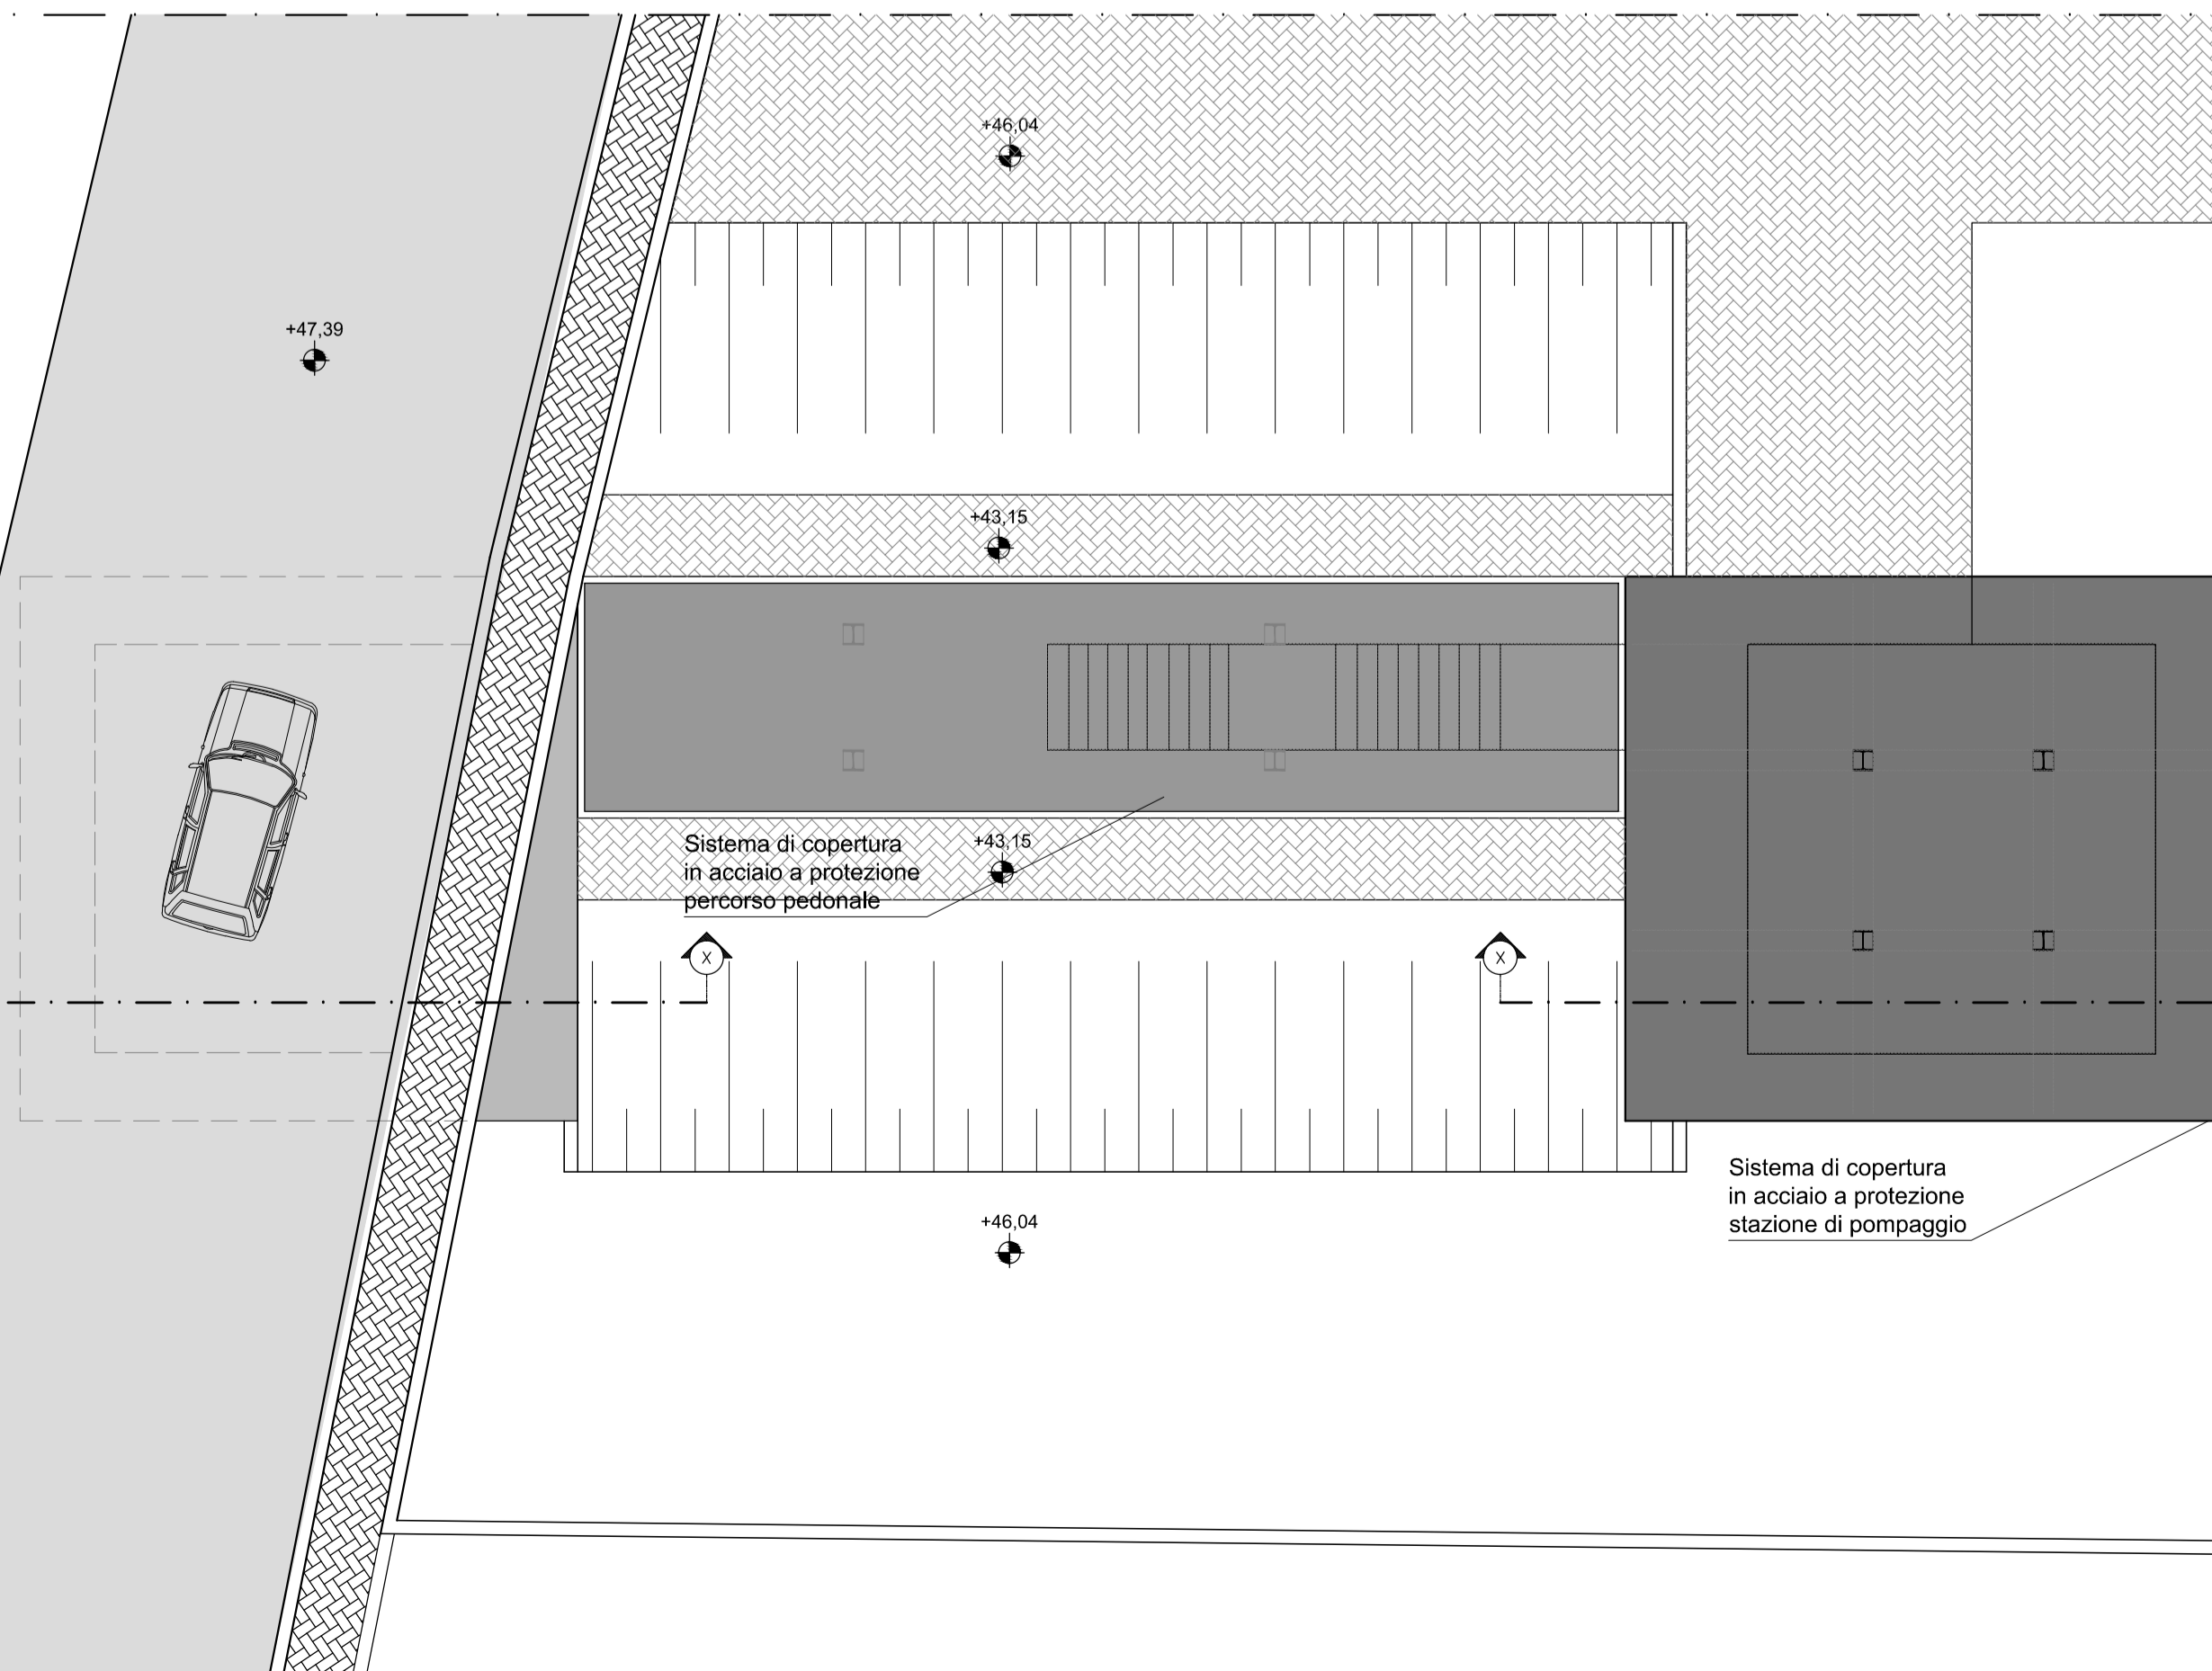 +46,04
+47,39
+43,15
+43,15
Sistema di copertura
in acciaio a protezione
percorso pedonale
X
X
Sistema di copertura
in acciaio a protezione
stazione di pompaggio
+46,04